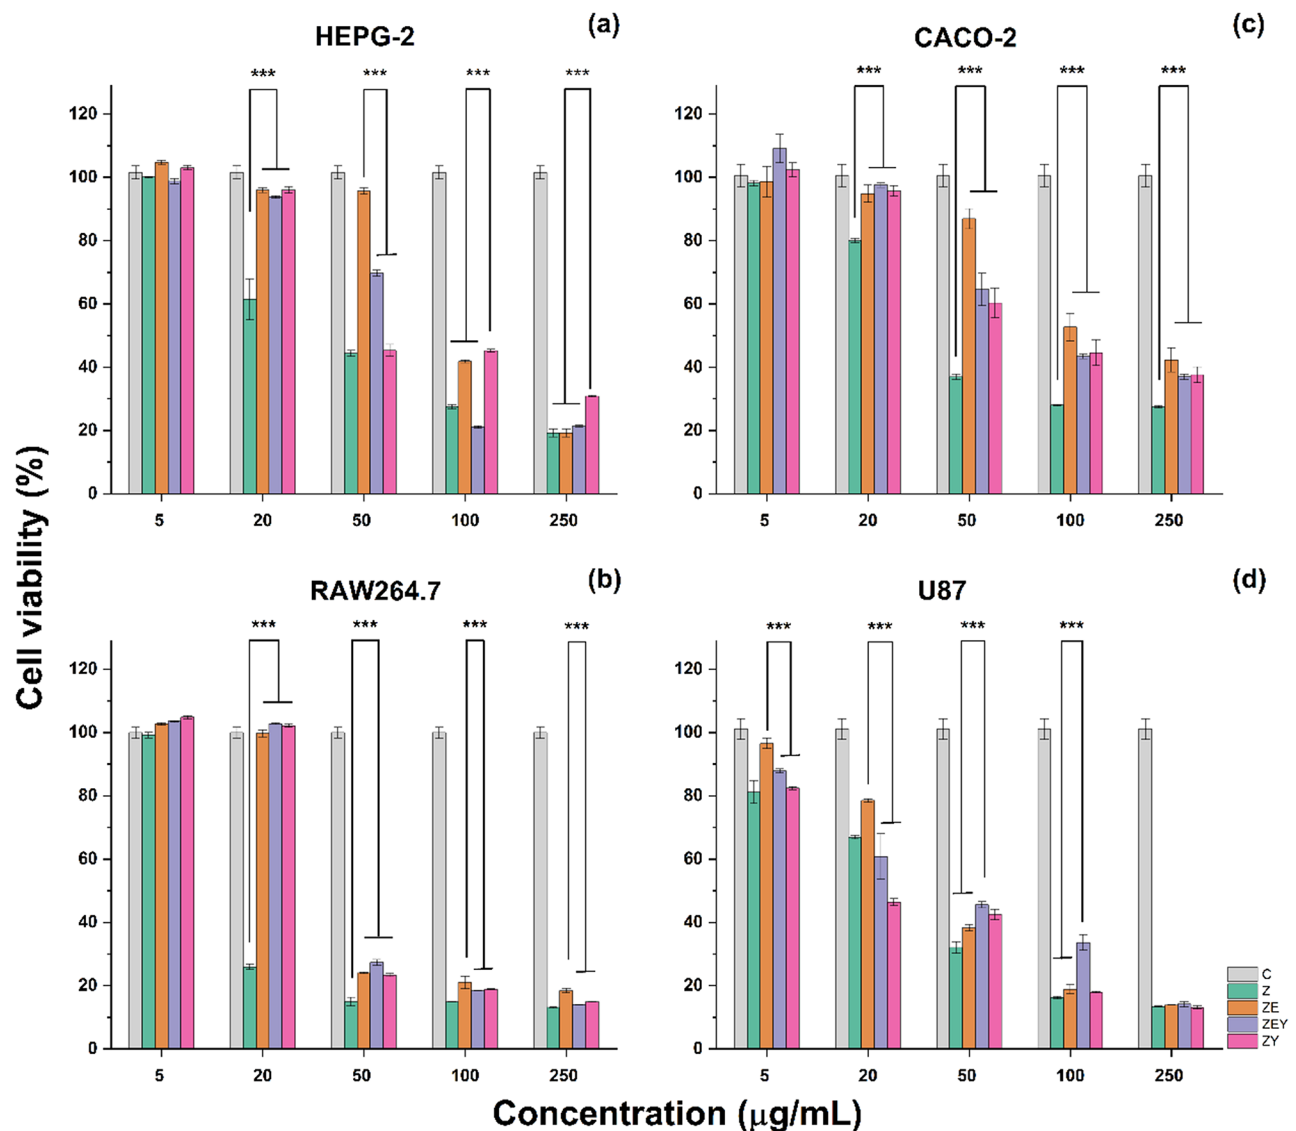 Cell viability (%)
HEPG-2
(a)
*** *** *** ***
120
100
80
60
40
20
0
5 20 50 100 250
CACO-2
(c)
*** *** *** ***
120
100
80
60
40
20
0
5 20 50 100 250
RAW264.7
(b)
*** *** *** ***
120
100
80
60
40
20
0
5 20 50 100 250
U87
(d)
*** *** *** ***
120
100
80
60
40
20
0
5 20 50 100 250
C
Z
ZE
ZEY
ZY
Concentration (μg/mL)